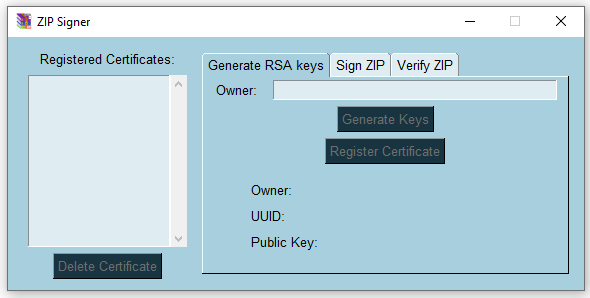 ZIP Signer
Registered Certificates:
Delete Certificate
Generate RSA keys
Sign ZIP
Verify ZIP
Owner:
Generate Keys
Register Certificate
Owner:
UUID:
Public Key: